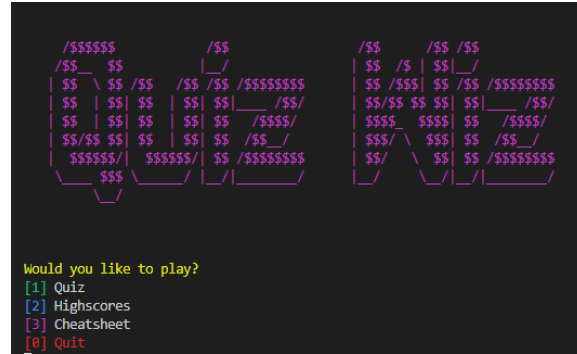 Quiz Wiz
Would you like to play?
[1] Quiz
[2] Highscores
[3] Cheatsheet
[0] Quit